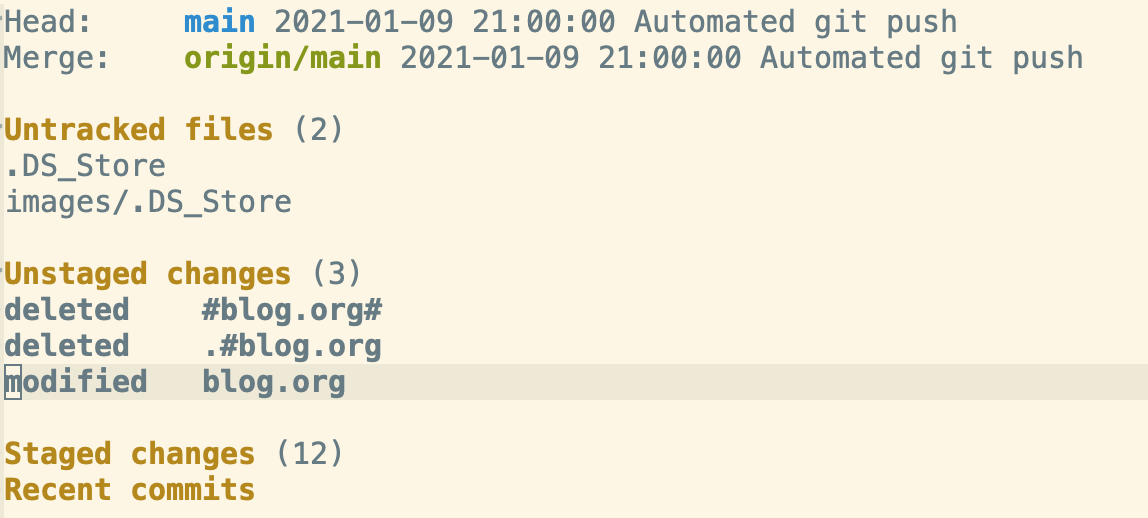 Head:     main 2021-01-09 21:00:00 Automated git push
Merge:    origin/main 2021-01-09 21:00:00 Automated git push
Untracked files (2)
.DS_Store
images/.DS_Store
Unstaged changes (3)
deleted    #blog.org#
deleted    .#blog.org
modified   blog.org
Staged changes (12)
Recent commits